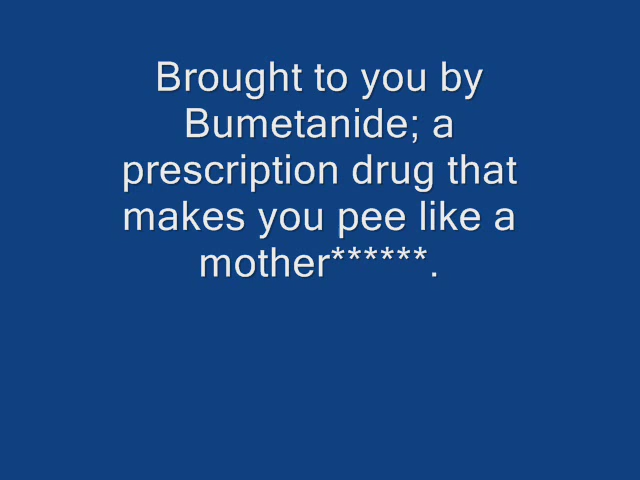 Brought to you by
Bumetanide; a
prescription drug that
makes you pee like a
mother******.